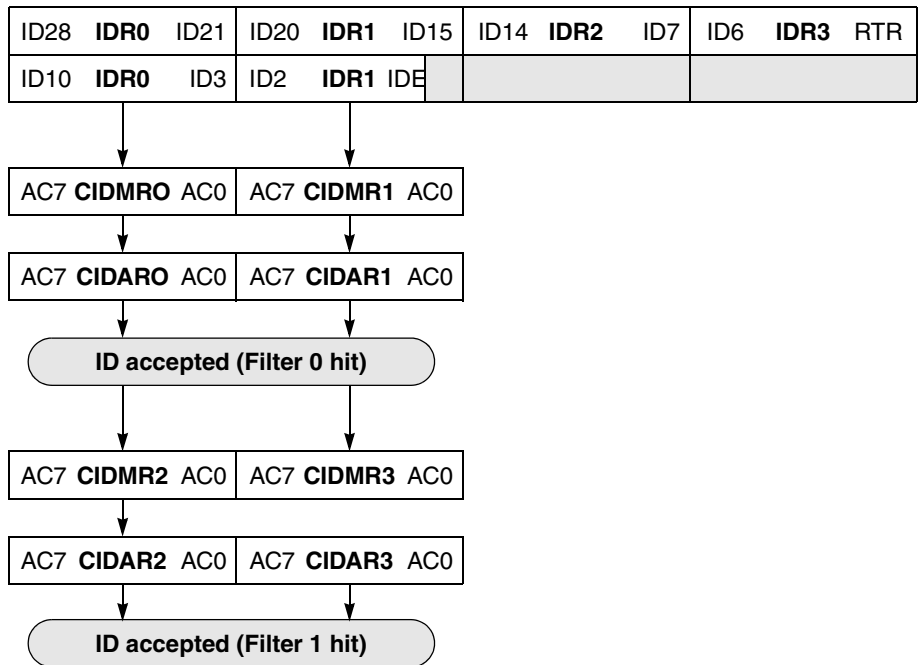 ID28 IDR0 ID21 ID20 IDR1 ID15 ID14 IDR2 ID7 ID6 IDR3 RTR
ID10 IDR0 ID3 ID2 IDR1 IDE
AC7 CIDMRO AC0 AC7 CIDMR1 AC0
AC7 CIDARO AC0 AC7 CIDAR1 AC0
ID accepted (Filter 0 hit)
AC7 CIDMR2 AC0 AC7 CIDMR3 AC0
AC7 CIDAR2 AC0 AC7 CIDAR3 AC0
ID accepted (Filter 1 hit)